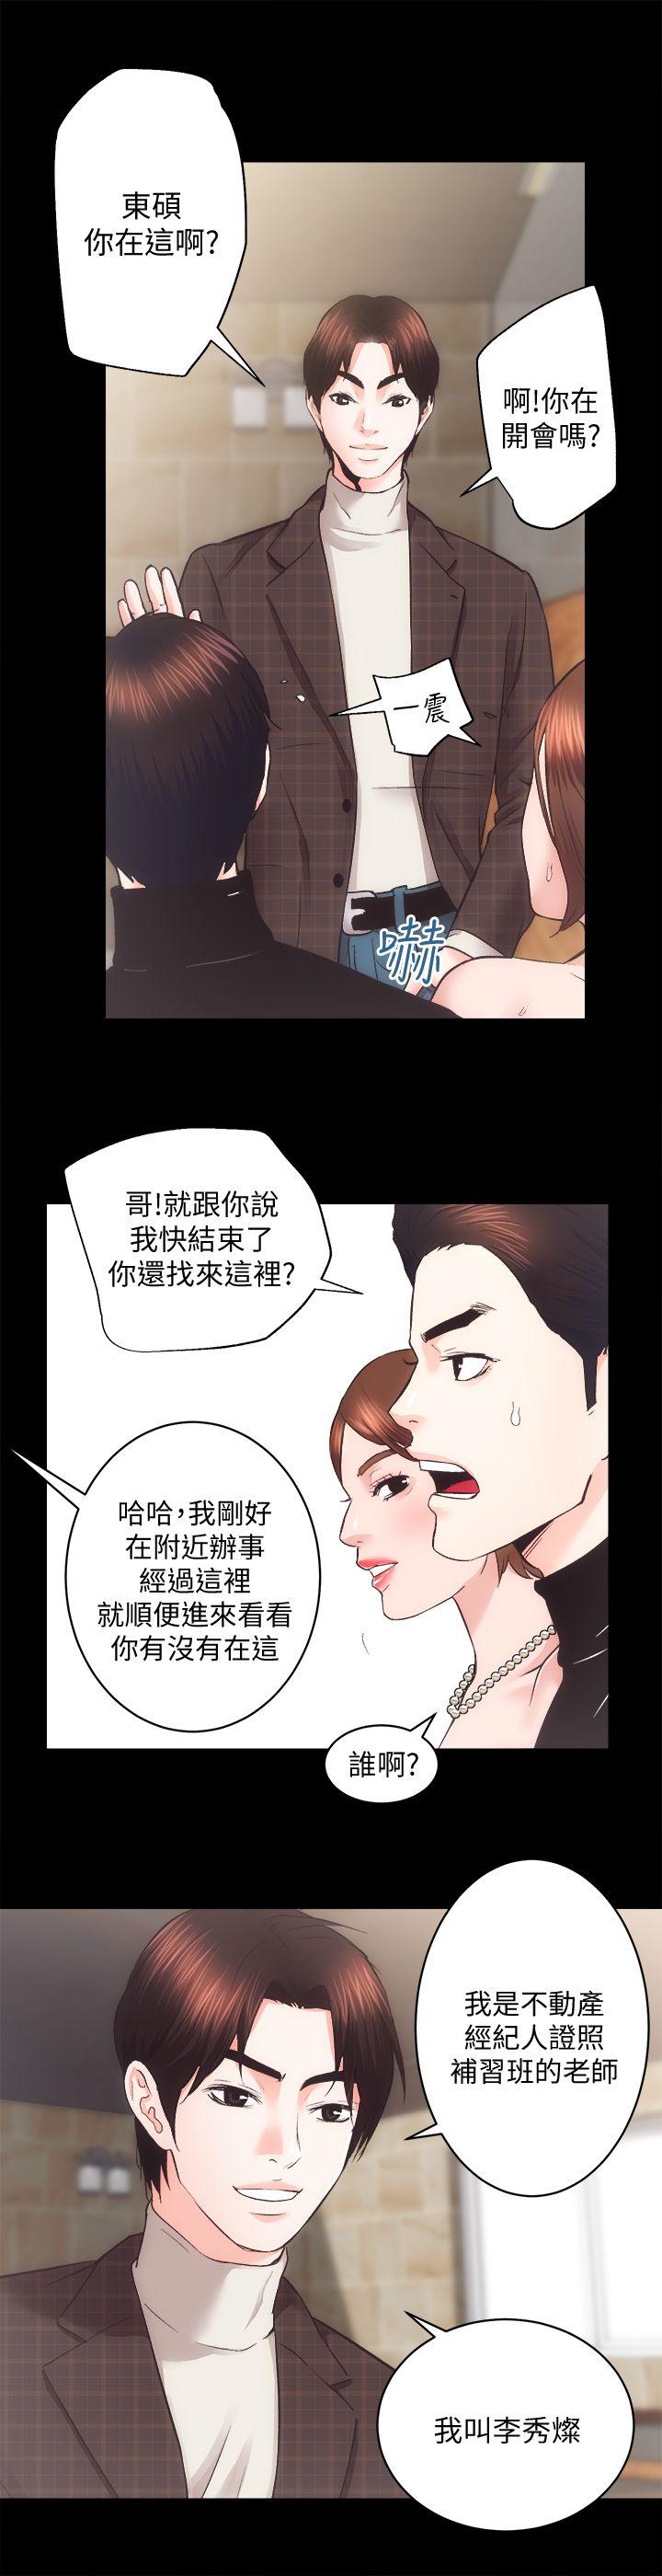 東碩
你在這啊?
啊!你在
開會嗎?
一震
嚇
哥!就跟你說
我快結束了
你還找來這裡?
哈哈,我剛好
在附近辦事
經過這裡
就順便進來看看
你有沒有在這
誰啊?
我是不動產
經紀人證照
補習班的老師
我叫李秀燦